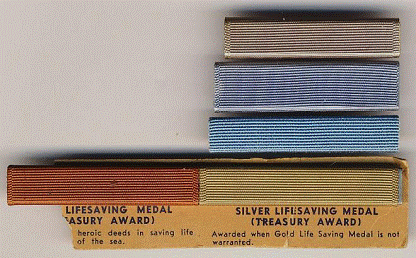 LIFESAVING MEDAL
ASURY AWARD)
heroic deeds in saving life
of the sea.
SILVER LIFESAVING MEDAL
(TREASURY AWARD)
Awarded when Gold Life Saving Medal is not
warranted.